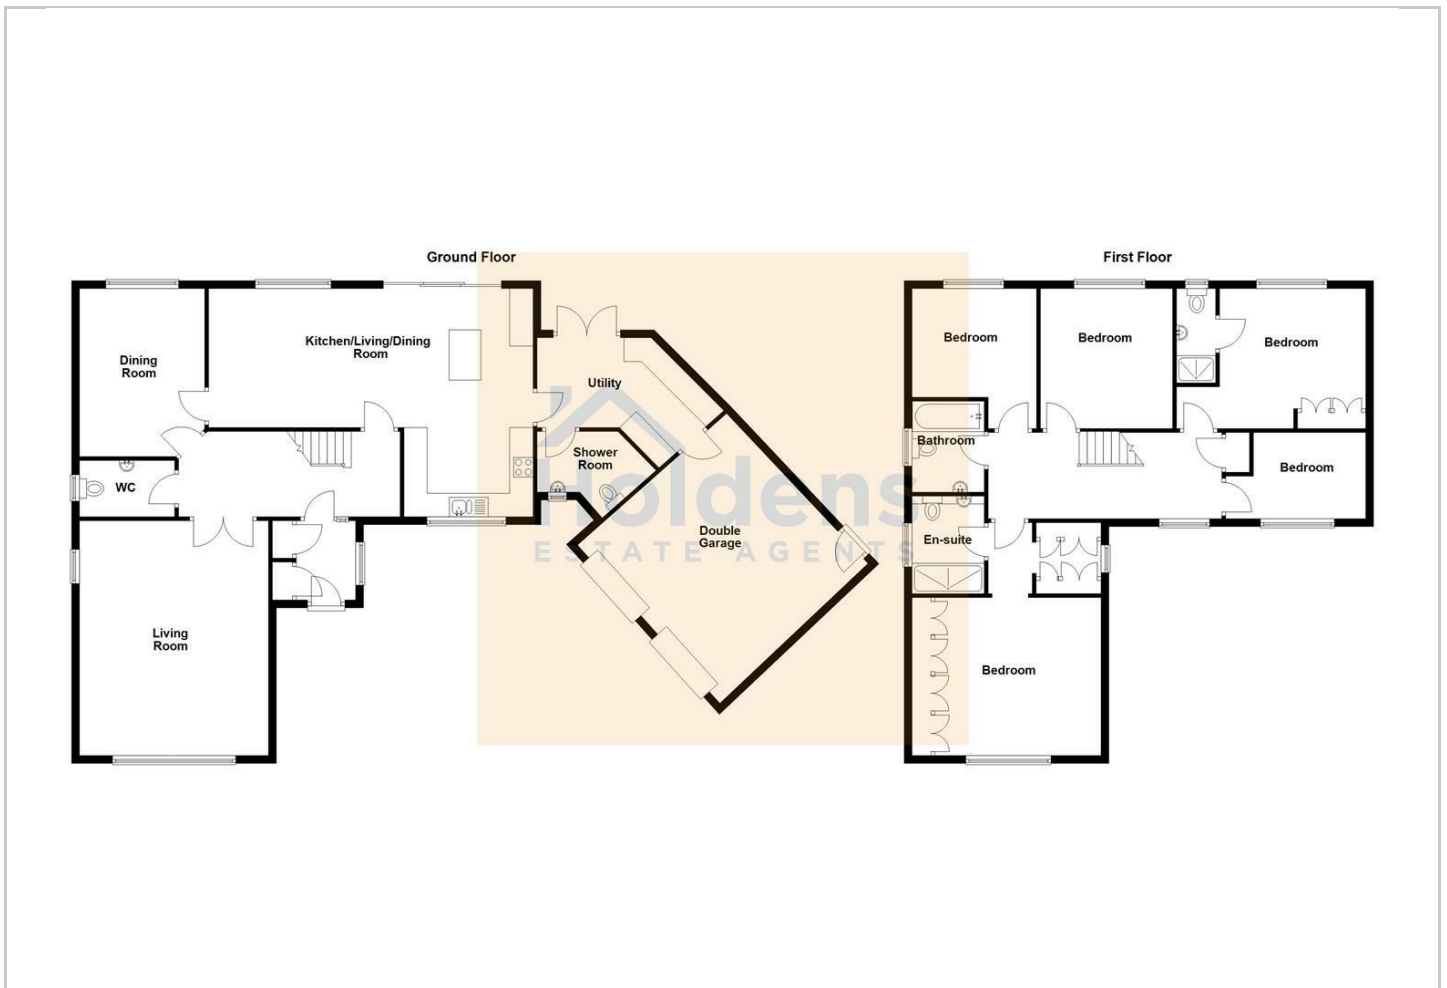 Ground Floor
First Floor
Dining
Room
Kitchen/Living/Dining
Room
Utility
Shower
Room
WC
Living
Room
Double
Garage
Bedroom
Bedroom
Bedroom
Bathroom
Bedroom
En-suite
Bedroom
Holdens
ESTATE AGENTS